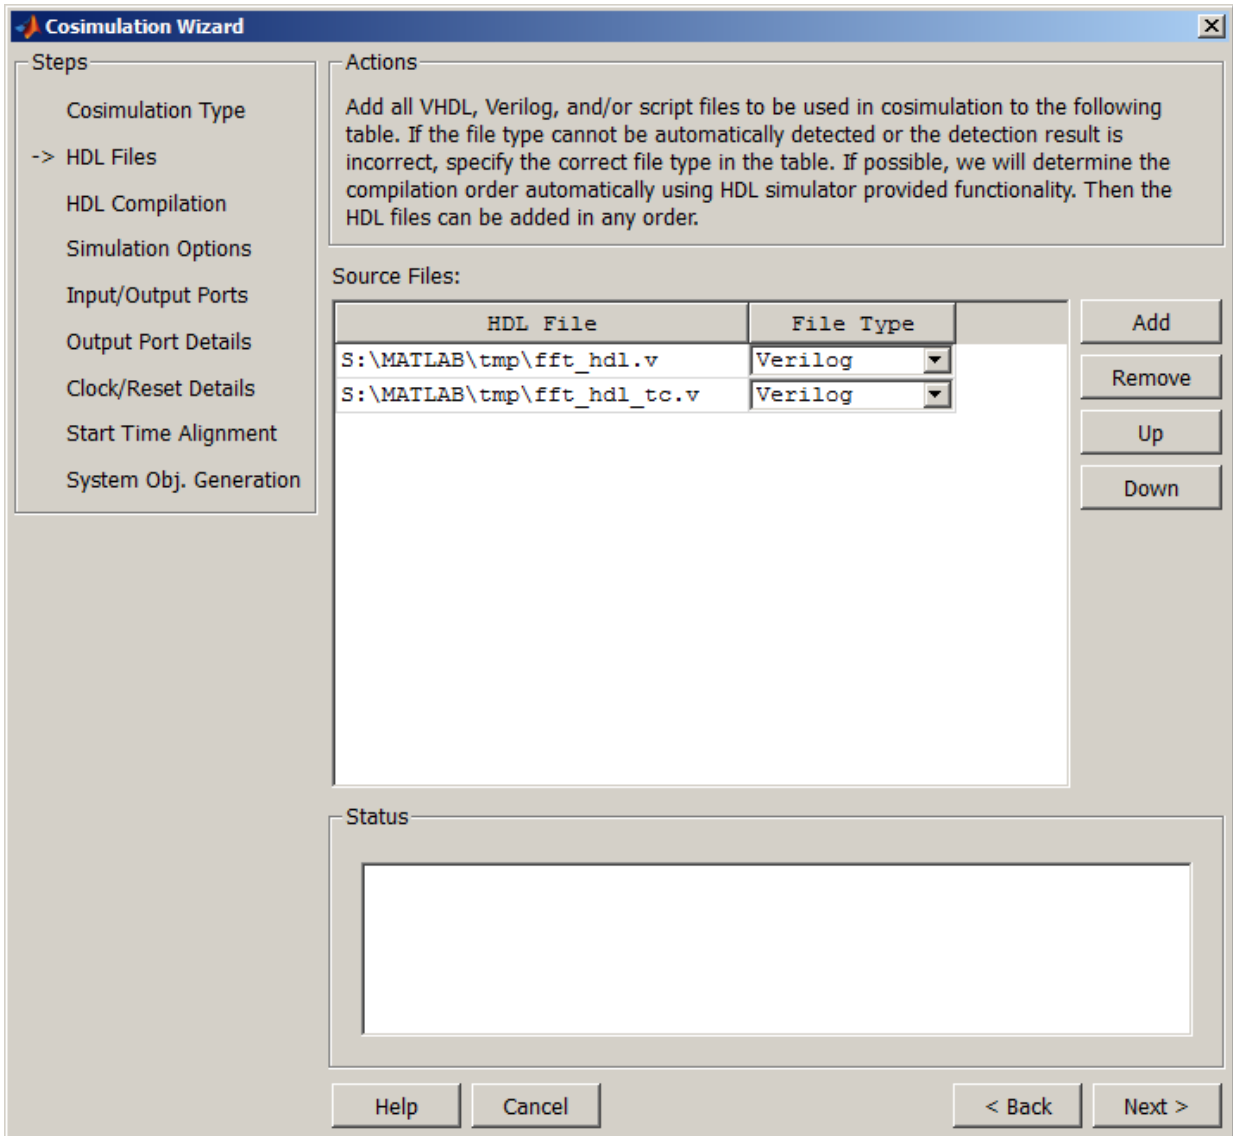 Cosimulation Wizard
Steps
Cosimulation Type
-> HDL Files
HDL Compilation
Simulation Options
Input/Output Ports
Output Port Details
Clock/Reset Details
Start Time Alignment
System Obj. Generation
Actions
Add all VHDL, Verilog, and/or script files to be used in cosimulation to the following
table. If the file type cannot be automatically detected or the detection result is
incorrect, specify the correct file type in the table. If possible, we will determine the
compilation order automatically using HDL simulator provided functionality. Then the
HDL files can be added in any order.
Source Files:
HDL File File Type
S:\MATLAB\tmp\fft_hdl.v Verilog
S:\MATLAB\tmp\fft_hdl_tc.v Verilog
Add
Remove
Up
Down
Status
Help Cancel < Back Next >